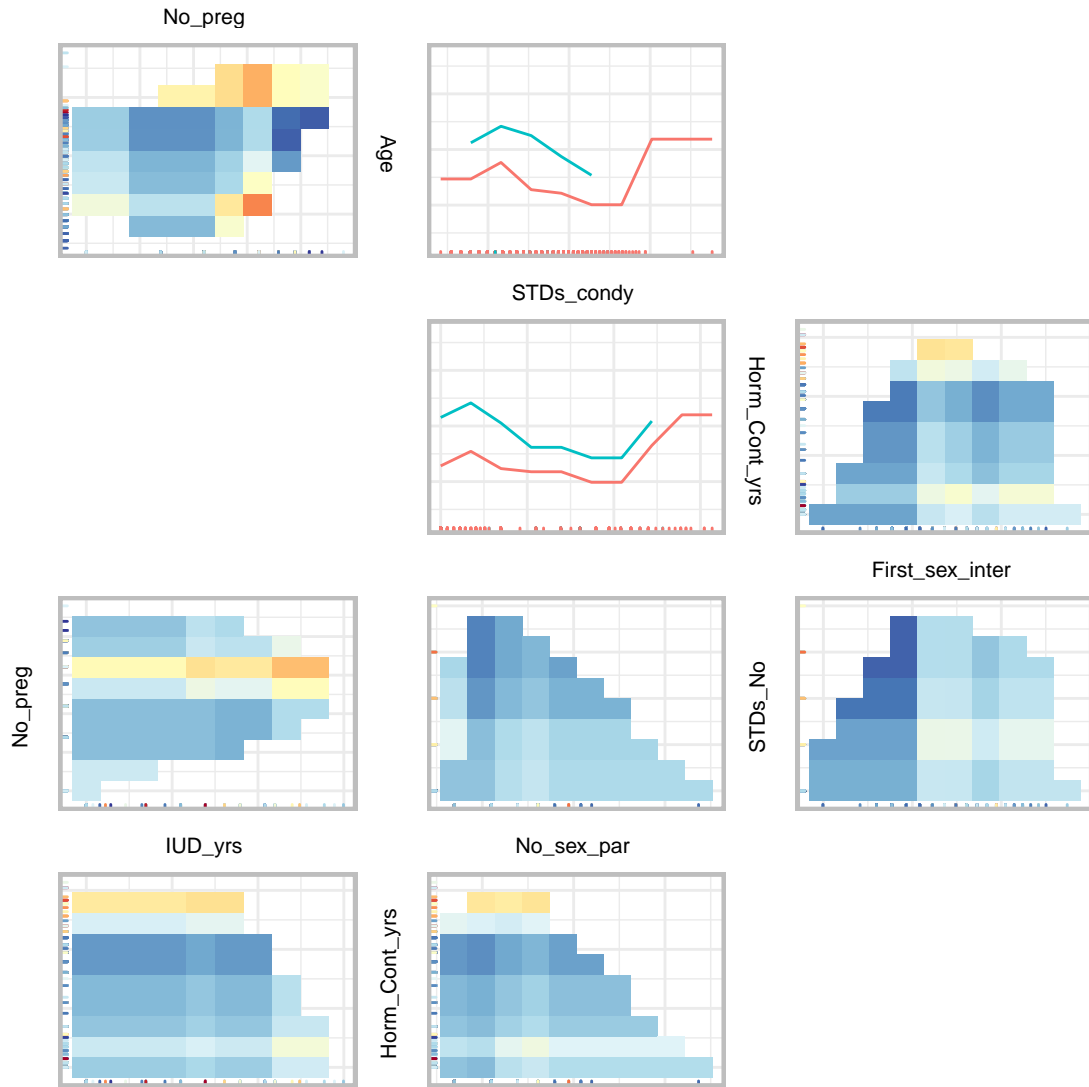 No_preg
Age
STDs_condy
Horm_Cont_yrs
First_sex_inter
No_preg
STDs_No
IUD_yrs
No_sex_par
Horm_Cont_yrs